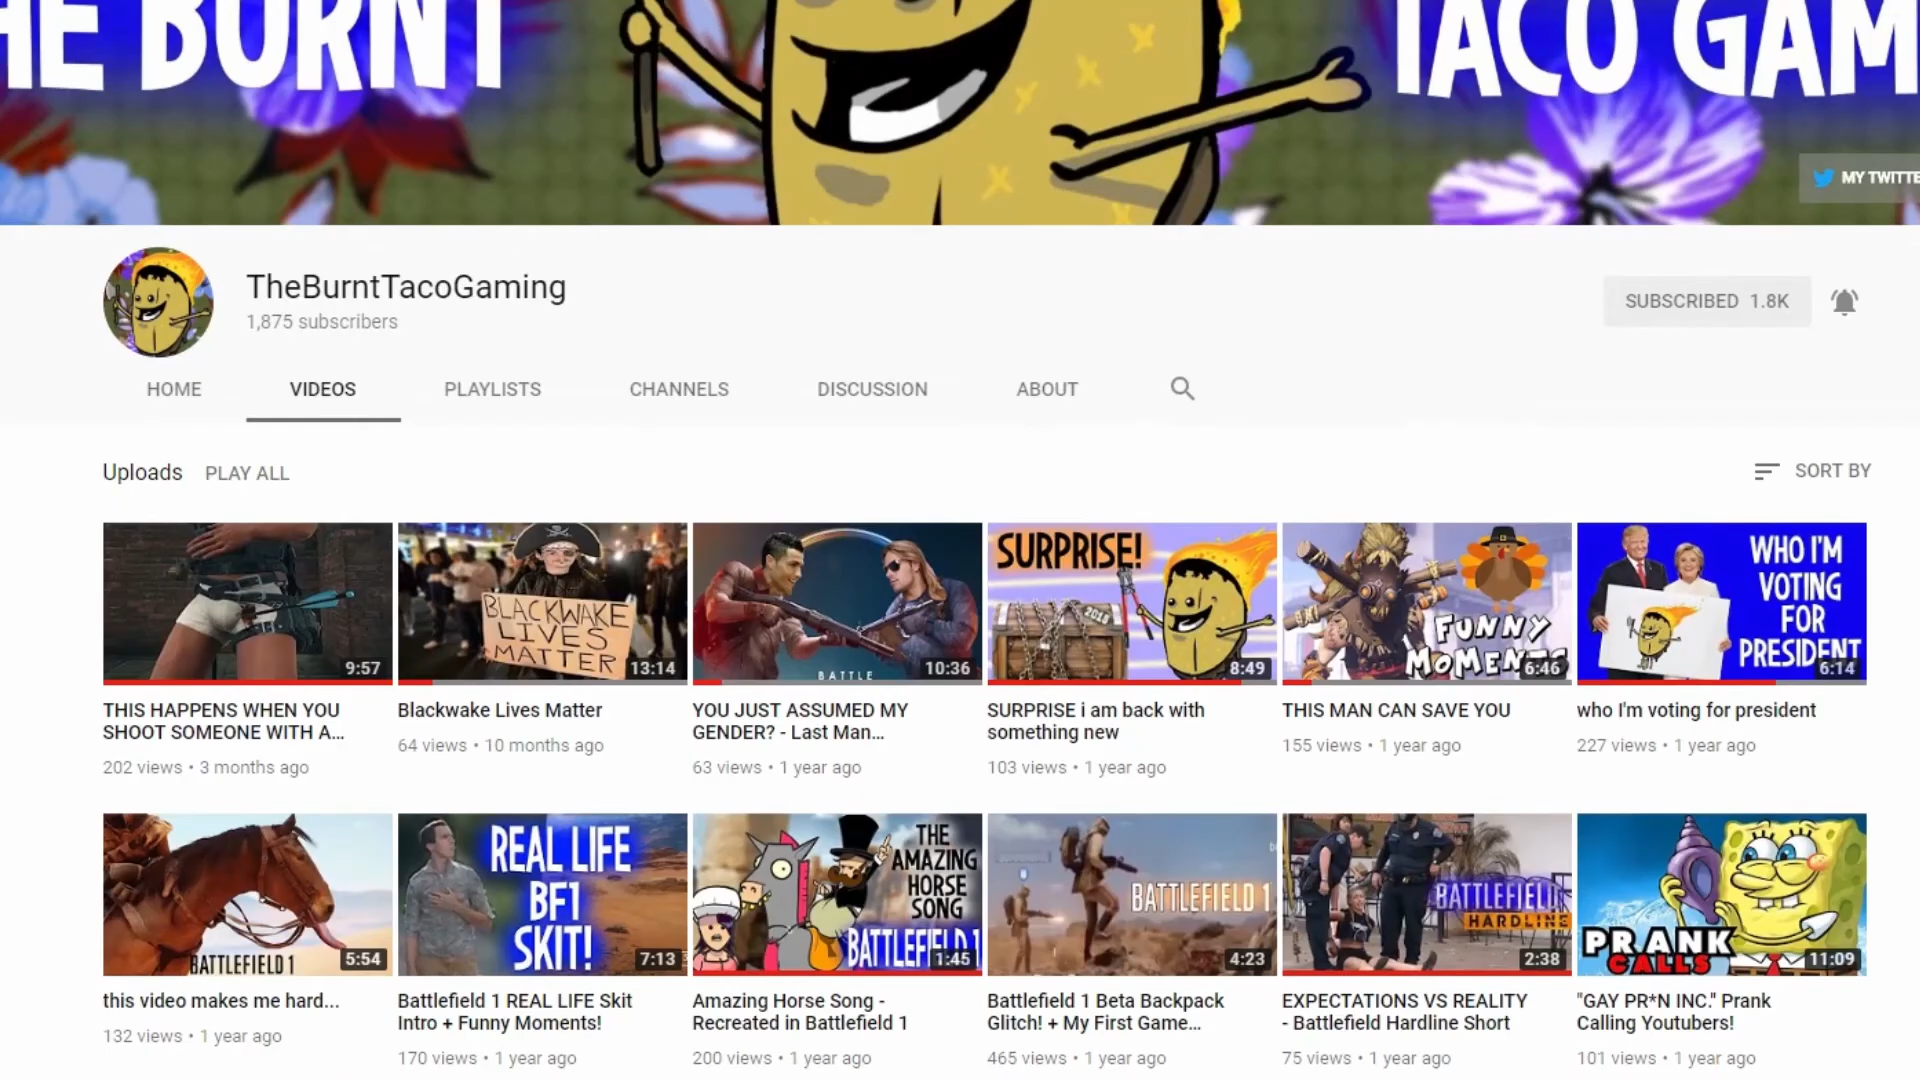 HE BURNT
TACO GAM
MY TWITTE
TheBurntTacoGaming
1,875 subscribers
SUBSCRIBED 1.8K
HOME
VIDEOS
PLAYLISTS
CHANNELS
DISCUSSION
ABOUT
Uploads
PLAY ALL
SORT BY
9:57
BLACKWAKE
LIVES
MATTER
13:14
BATTLE
10:36
SURPRISE!
2016
8:49
FUNNY
MOMENTS
6:46
WHO I'M
VOTING
FOR
PRESIDENT
6:14
THIS HAPPENS WHEN YOU
SHOOT SOMEONE WITH A...
202 views • 3 months ago
Blackwake Lives Matter
64 views • 10 months ago
YOU JUST ASSUMED MY
GENDER? - Last Man...
63 views • 1 year ago
SURPRISE i am back with
something new
103 views • 1 year ago
THIS MAN CAN SAVE YOU
155 views • 1 year ago
who I'm voting for president
227 views • 1 year ago
BATTLEFIELD 1
5:54
REAL LIFE
BF1
SKIT!
7:13
THE
AMAZING
HORSE
SONG
BATTLEFIELD 1
1:45
BATTLEFIELD 1
4:23
BATTLEFIELD
HARDLINE
2:38
PRANK
CALLS
11:09
this video makes me hard...
132 views • 1 year ago
Battlefield 1 REAL LIFE Skit
Intro + Funny Moments!
170 views • 1 year ago
Amazing Horse Song -
Recreated in Battlefield 1
200 views • 1 year ago
Battlefield 1 Beta Backpack
Glitch! + My First Game...
465 views • 1 year ago
EXPECTATIONS VS REALITY
- Battlefield Hardline Short
75 views • 1 year ago
"GAY PR*N INC." Prank
Calling Youtubers!
101 views • 1 year ago